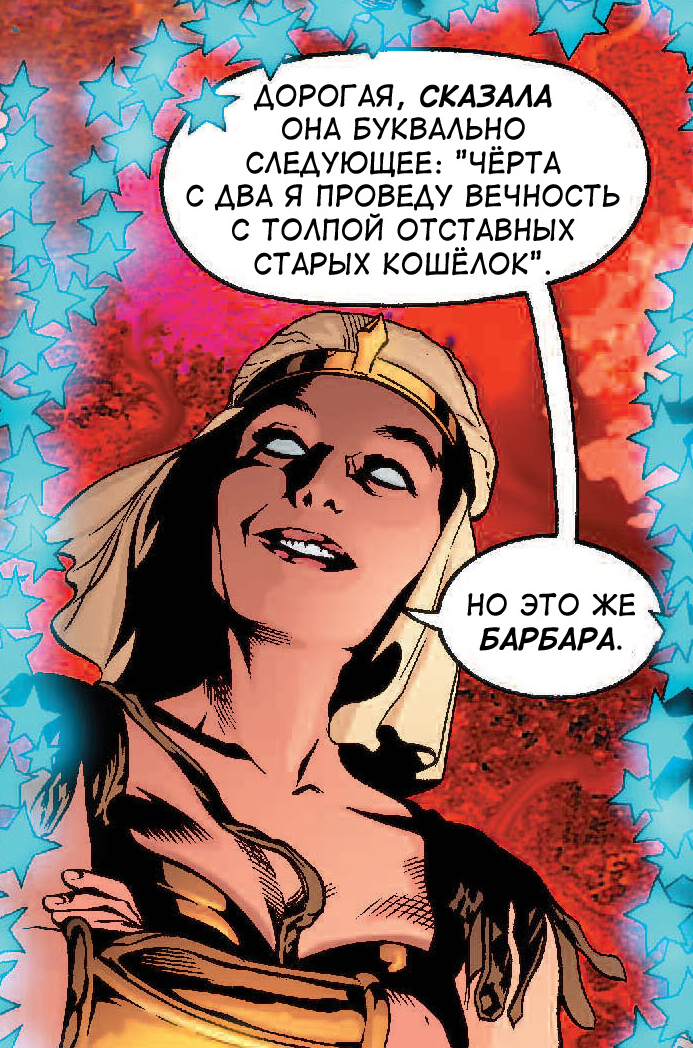 ДОРОГАЯ, СКАЗАЛА
ОНА БУКВАЛЬНО
СЛЕДУЮЩЕЕ: "ЧЁРТА
С ДВА Я ПРОВЕДУ ВЕЧНОСТЬ
С ТОЛПОЙ ОТСТАВНЫХ
СТАРЫХ КОШЁЛОК".
НО ЭТО ЖЕ
БАРБАРА.